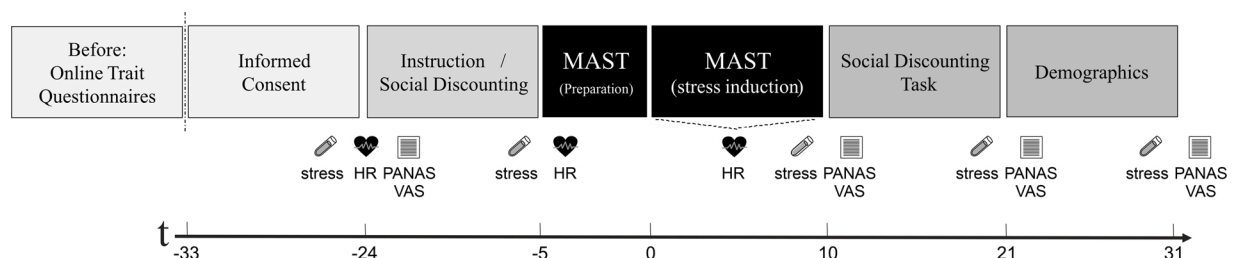 Before:
Online Trait
Questionnaires
Informed
Consent
Instruction /
Social Discounting
MAST
(Preparation)
MAST
(stress induction)
Social Discounting
Task
Demographics
stress HR PANAS
VAS
stress HR
HR
stress PANAS
VAS
stress PANAS
VAS
stress PANAS
VAS
t
-33 -24 -5 0 10 21 31